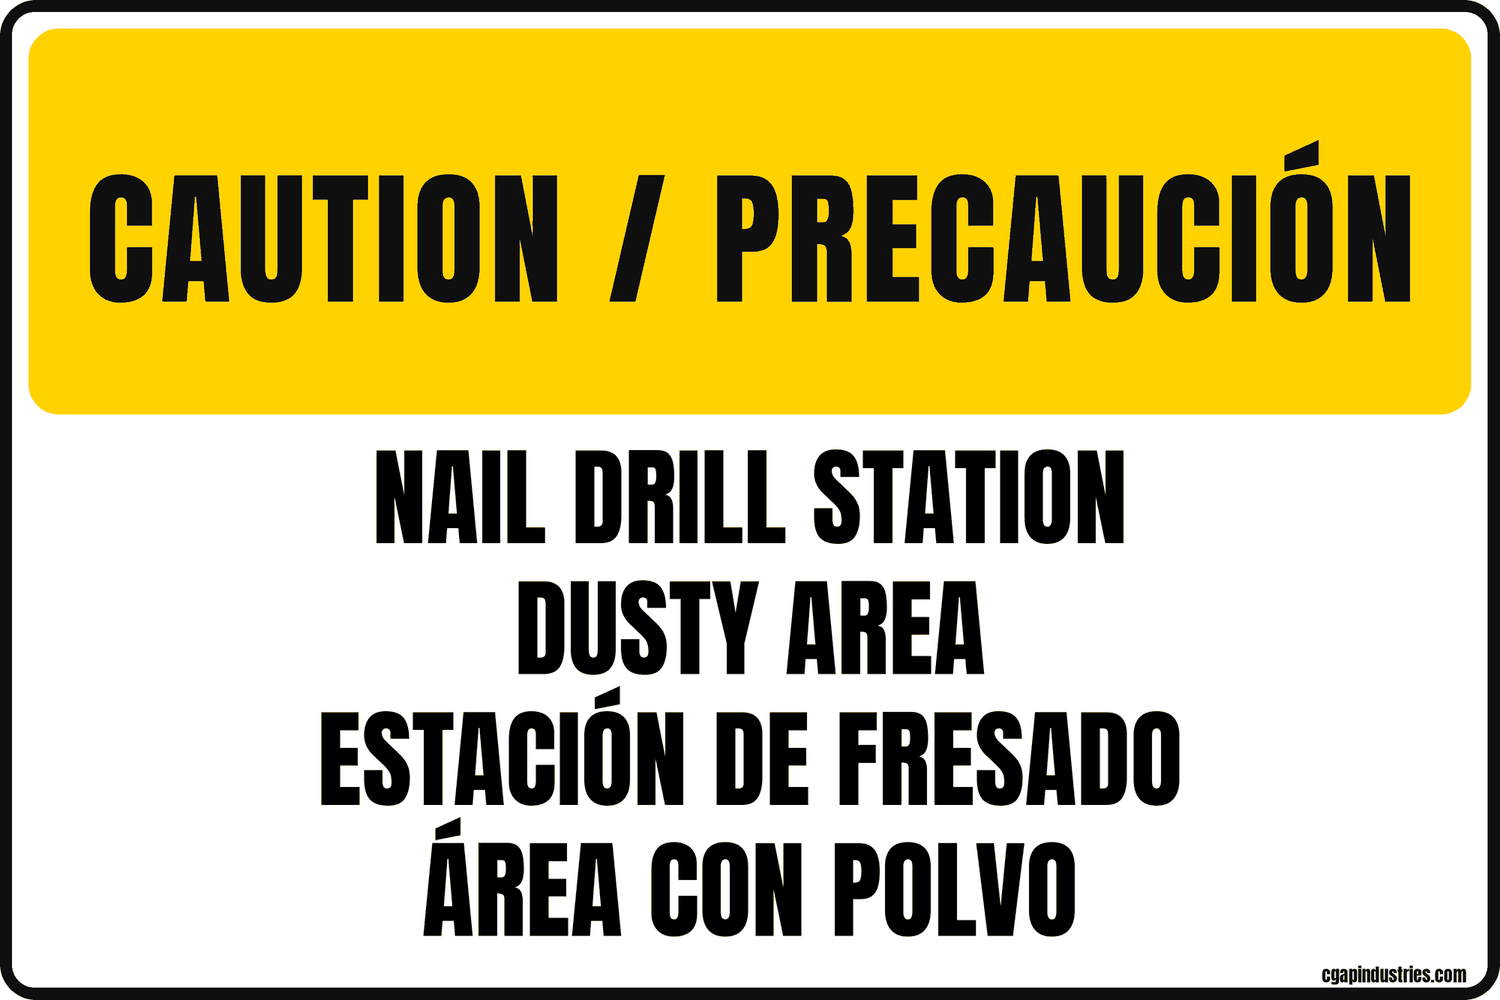 CAUTION / PRECAUCIÓN
NAIL DRILL STATION
DUSTY AREA
ESTACIÓN DE FRESADO
ÁREA CON POLVO
cgapindustries.com